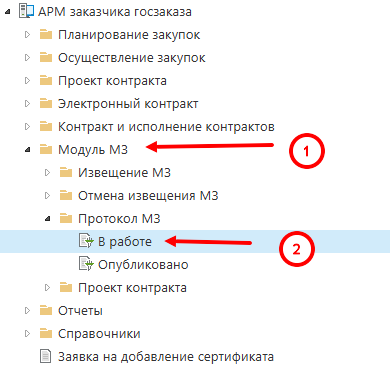 АРМ заказчика госзаказа
Планирование закупок
Осуществление закупок
Проект контракта
Электронный контракт
Контракт и исполнение контрактов
Модуль МЗ
1
Извещение МЗ
Отмена извещения МЗ
Протокол МЗ
В работе
2
Опубликовано
Проект контракта
Отчеты
Справочники
Заявка на добавление сертификата